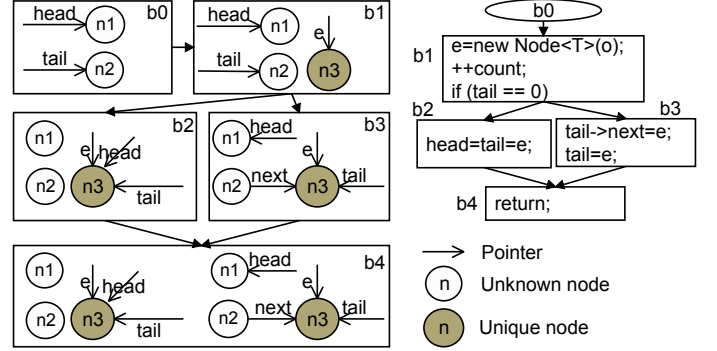 head n1 b0
tail n2
head n1 b1
e
tail n2 n3
n1 b2
e head
n2 n3
tail
n1 head b3
e
n2 next n3 tail
n1
e head
n2 n3
tail
n1 head b4
e
n2 next n3 tail
b0
b1
e=new Node<T>(o);
++count;
if (tail == 0)
b2
head=tail=e;
b3
tail->next=e;
tail=e;
b4 return;
Pointer
n Unknown node
n Unique node